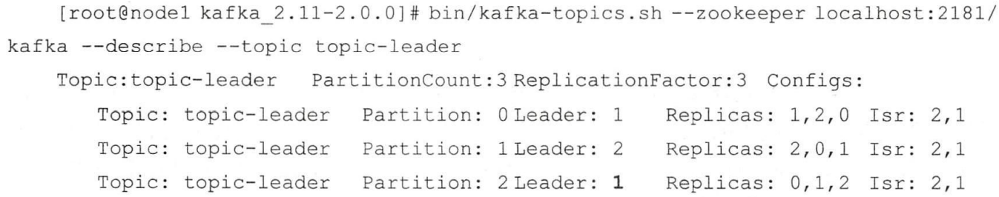 [root@node1 kafka_2.11-2.0.0]# bin/kafka-topics.sh --zookeeper localhost:2181/
kafka --describe --topic topic-leader
Topic:topic-leader PartitionCount:3 ReplicationFactor:3 Configs:
Topic: topic-leader Partition: 0 Leader: 1 Replicas: 1,2,0 Isr: 2,1
Topic: topic-leader Partition: 1 Leader: 2 Replicas: 2,0,1 Isr: 2,1
Topic: topic-leader Partition: 2 Leader: 1 Replicas: 0,1,2 Isr: 2,1